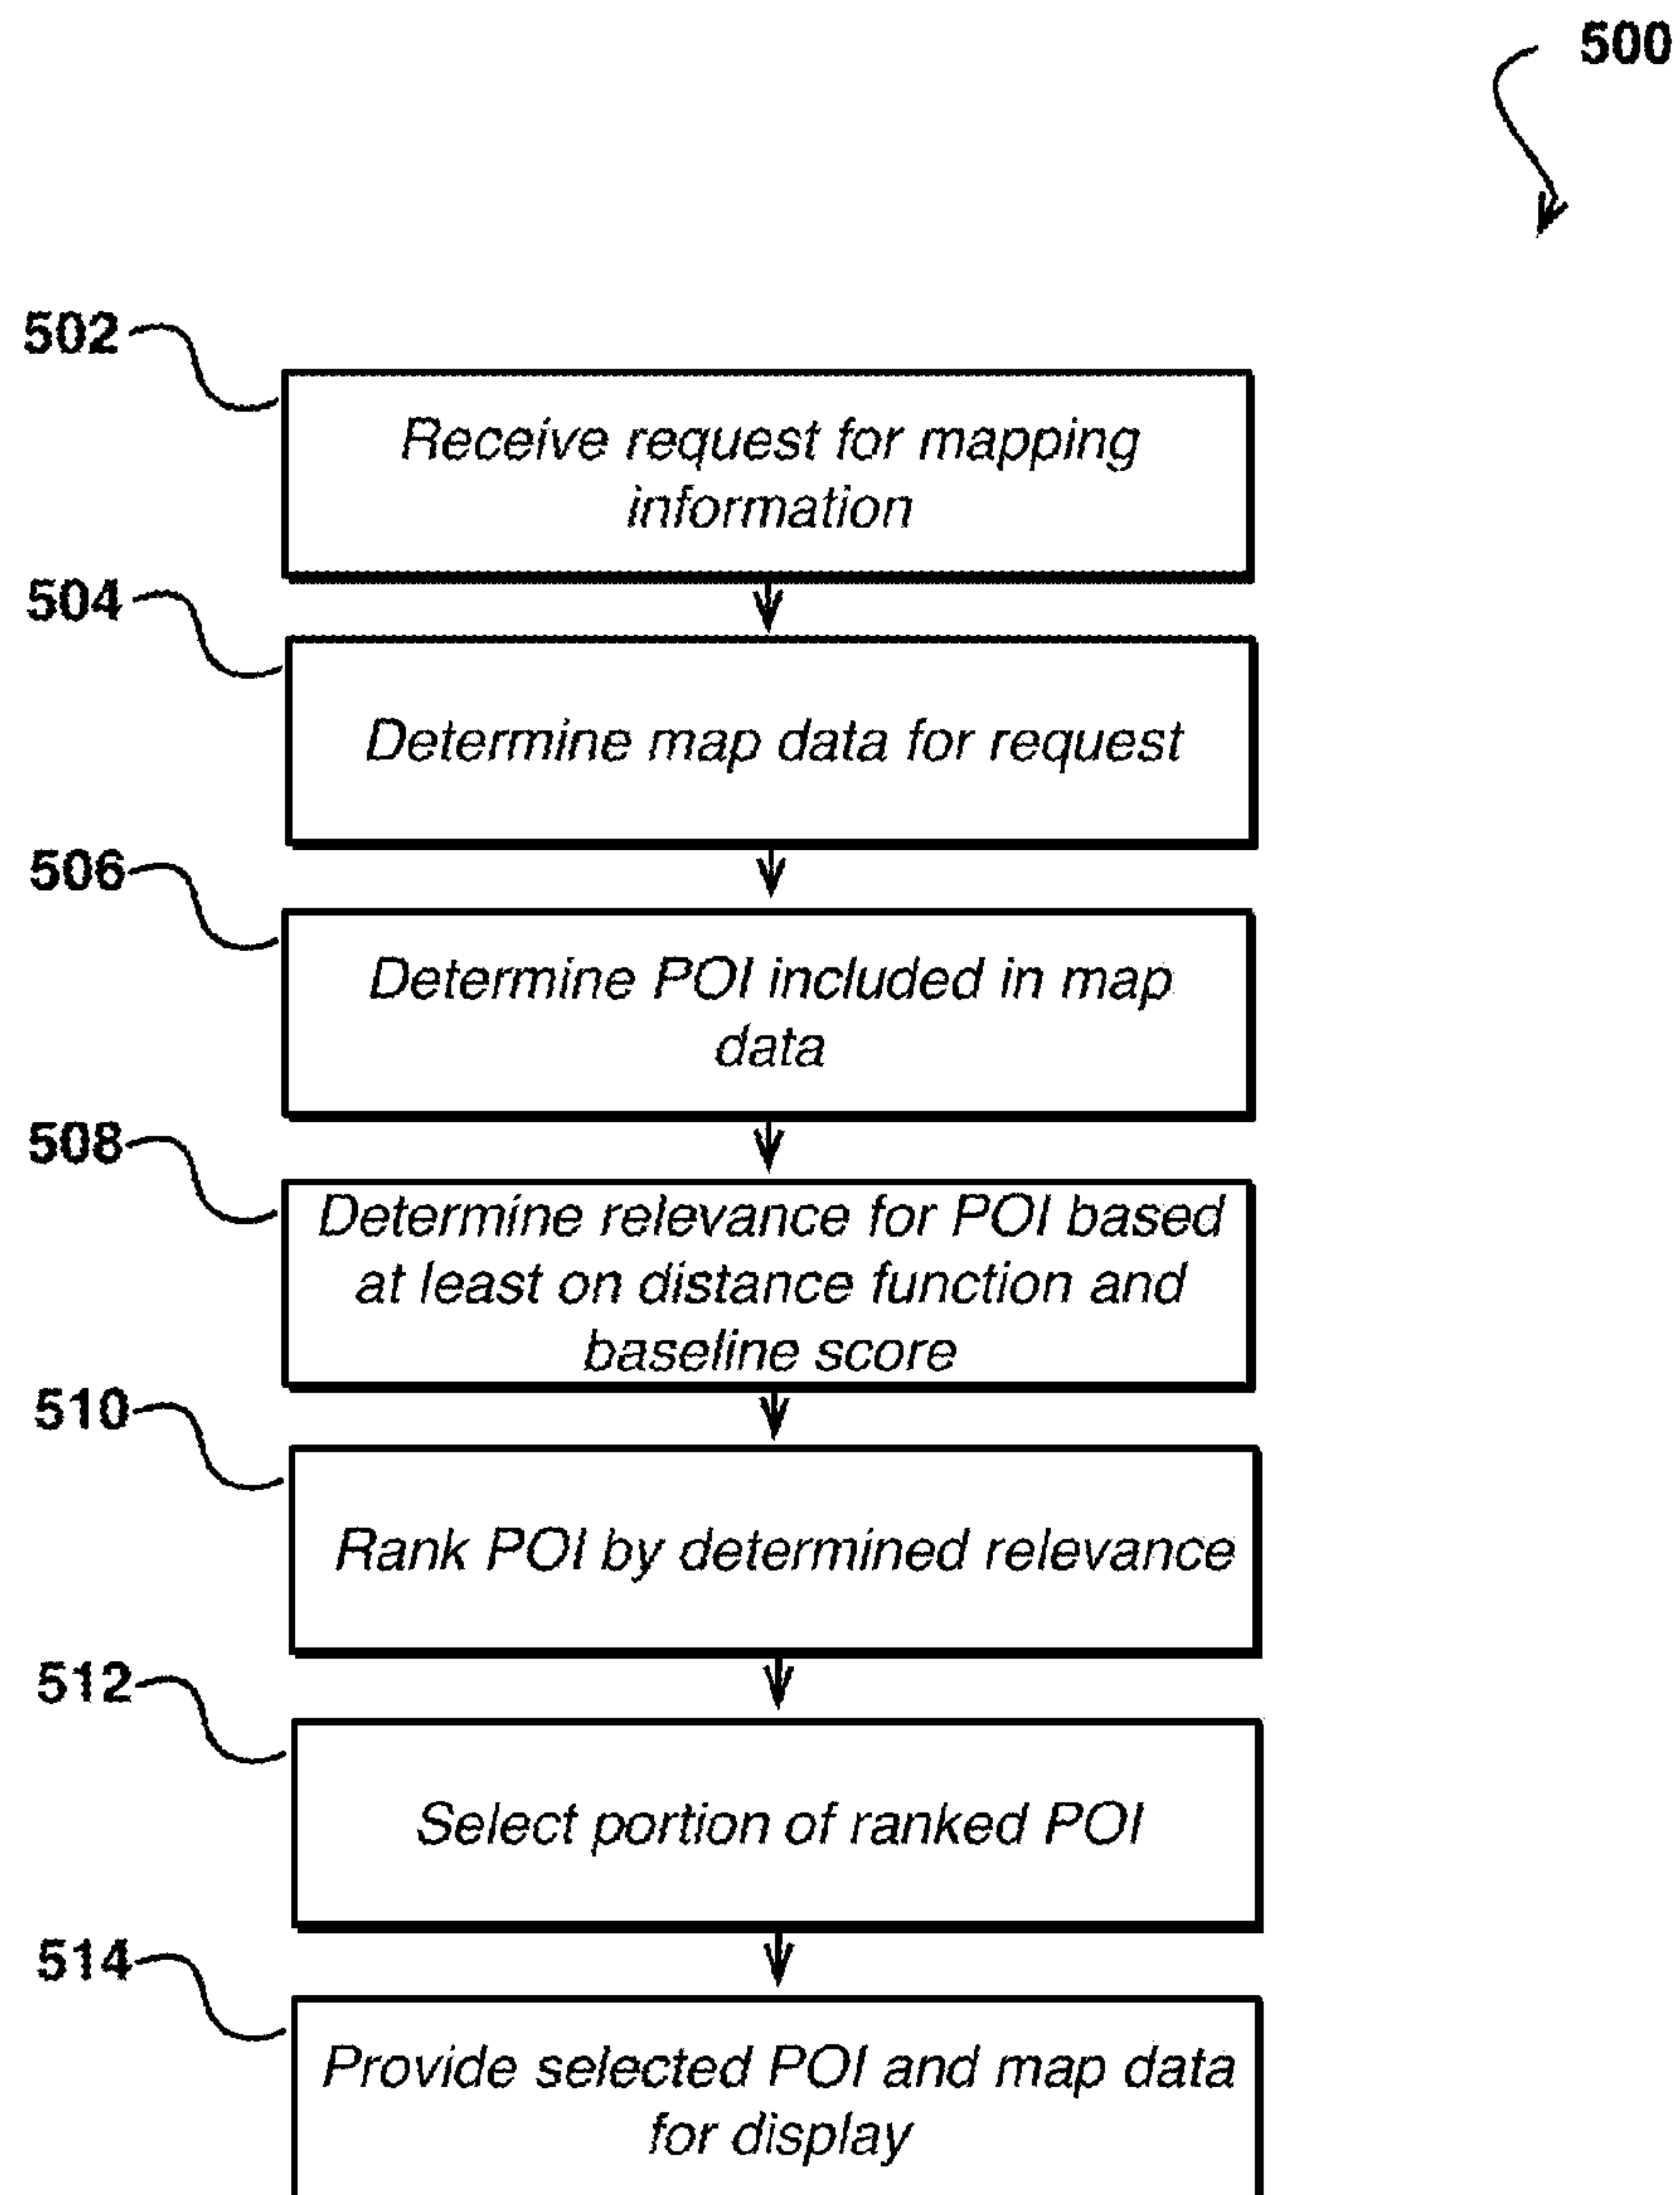 500
502
Receive request for mapping
information
504
Determine map data for request
506
Determine POI included in map
data
508
Determine relevance for POI based
at least on distance function and
baseline score
510
Rank POI by determined relevance
512
Select portion of ranked POI
514
Provide selected POI and map data
for display